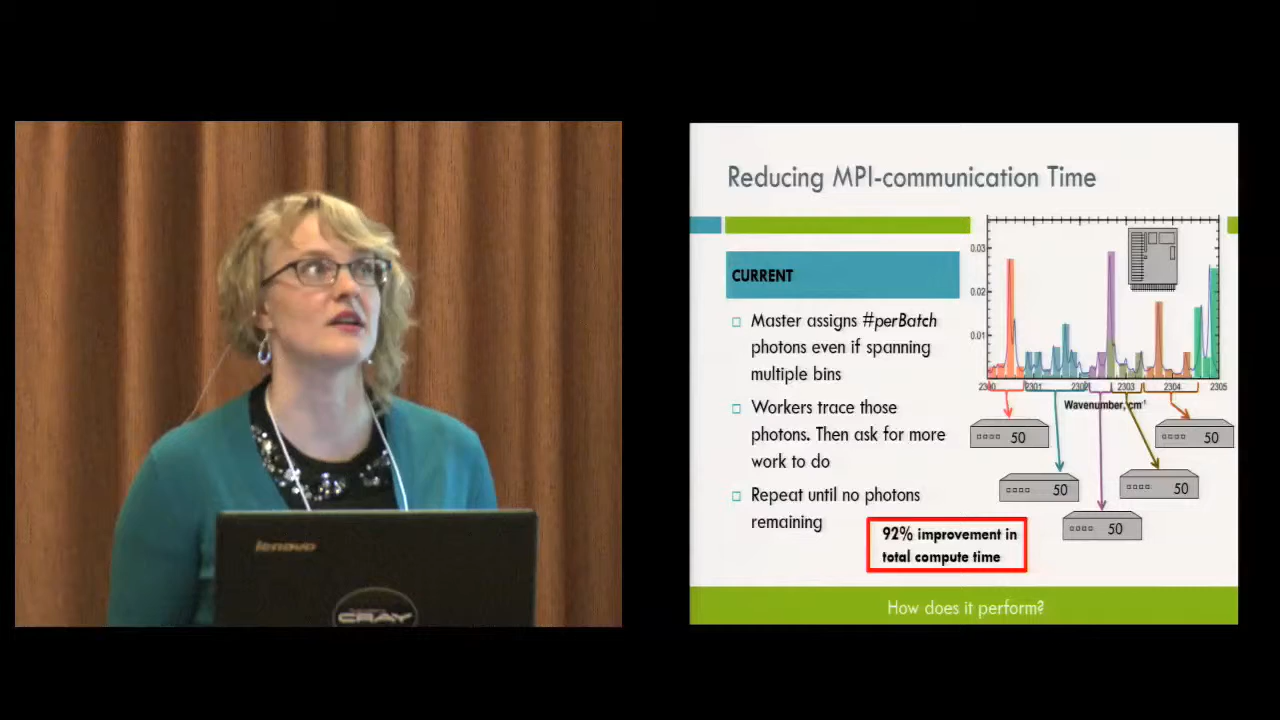 lenovo
CRAY
Reducing MPI-communication Time
CURRENT
Master assigns #perBatch
photons even if spanning
multiple bins
Workers trace those
photons. Then ask for more
work to do
Repeat until no photons
remaining
92% improvement in
total compute time
0.03
0.02
0.01
2300 2301 2302 2303 2304 2305
Wavenumber, cm⁻¹
50
50
50
50
50
How does it perform?